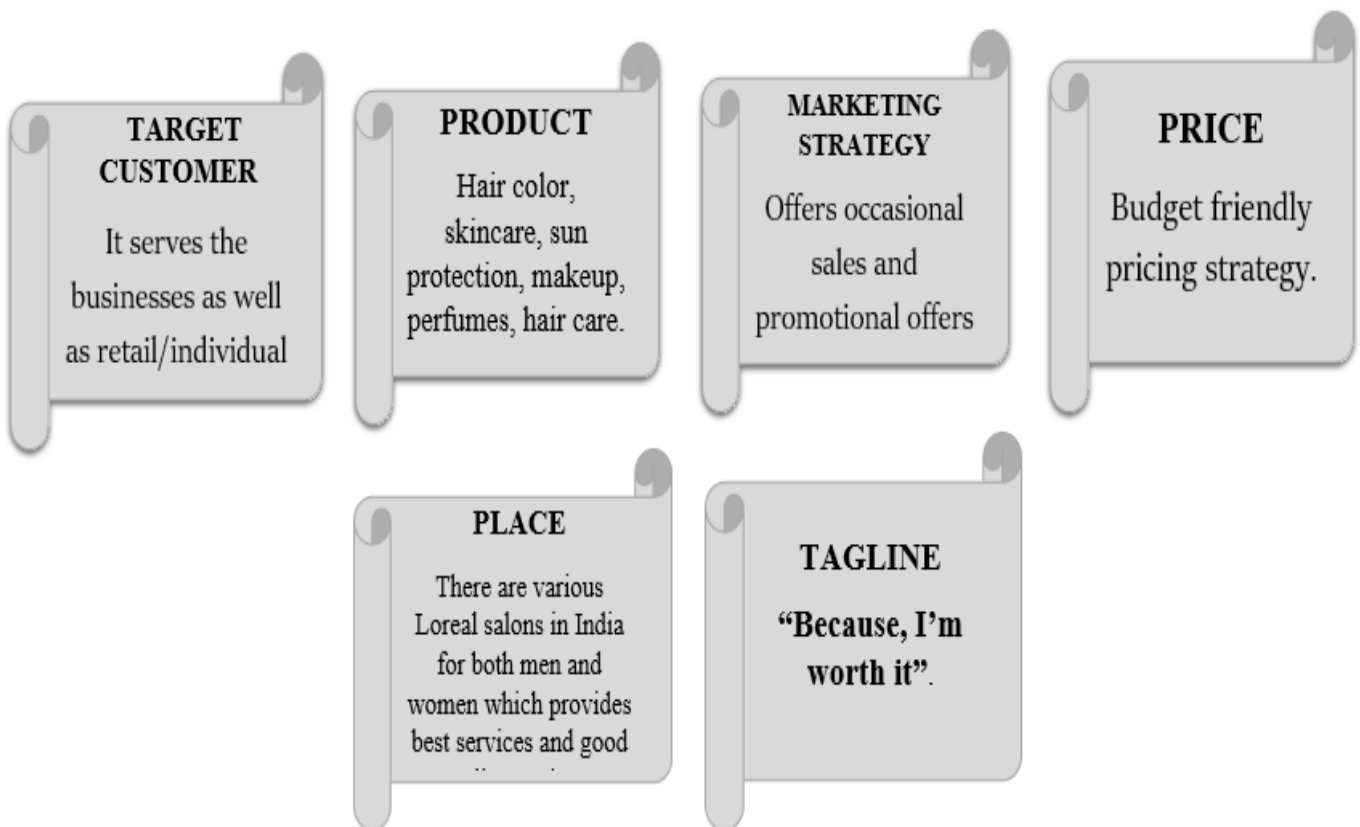 TARGET
CUSTOMER
It serves the
businesses as well
as retail/individual
PRODUCT
Hair color,
skincare, sun
protection, makeup,
perfumes, hair care.
MARKETING
STRATEGY
Offers occasional
sales and
promotional offers
PRICE
Budget friendly
pricing strategy.
PLACE
There are various
Loreal salons in India
for both men and
women which provides
best services and good
TAGLINE
“Because, I’m
worth it”.